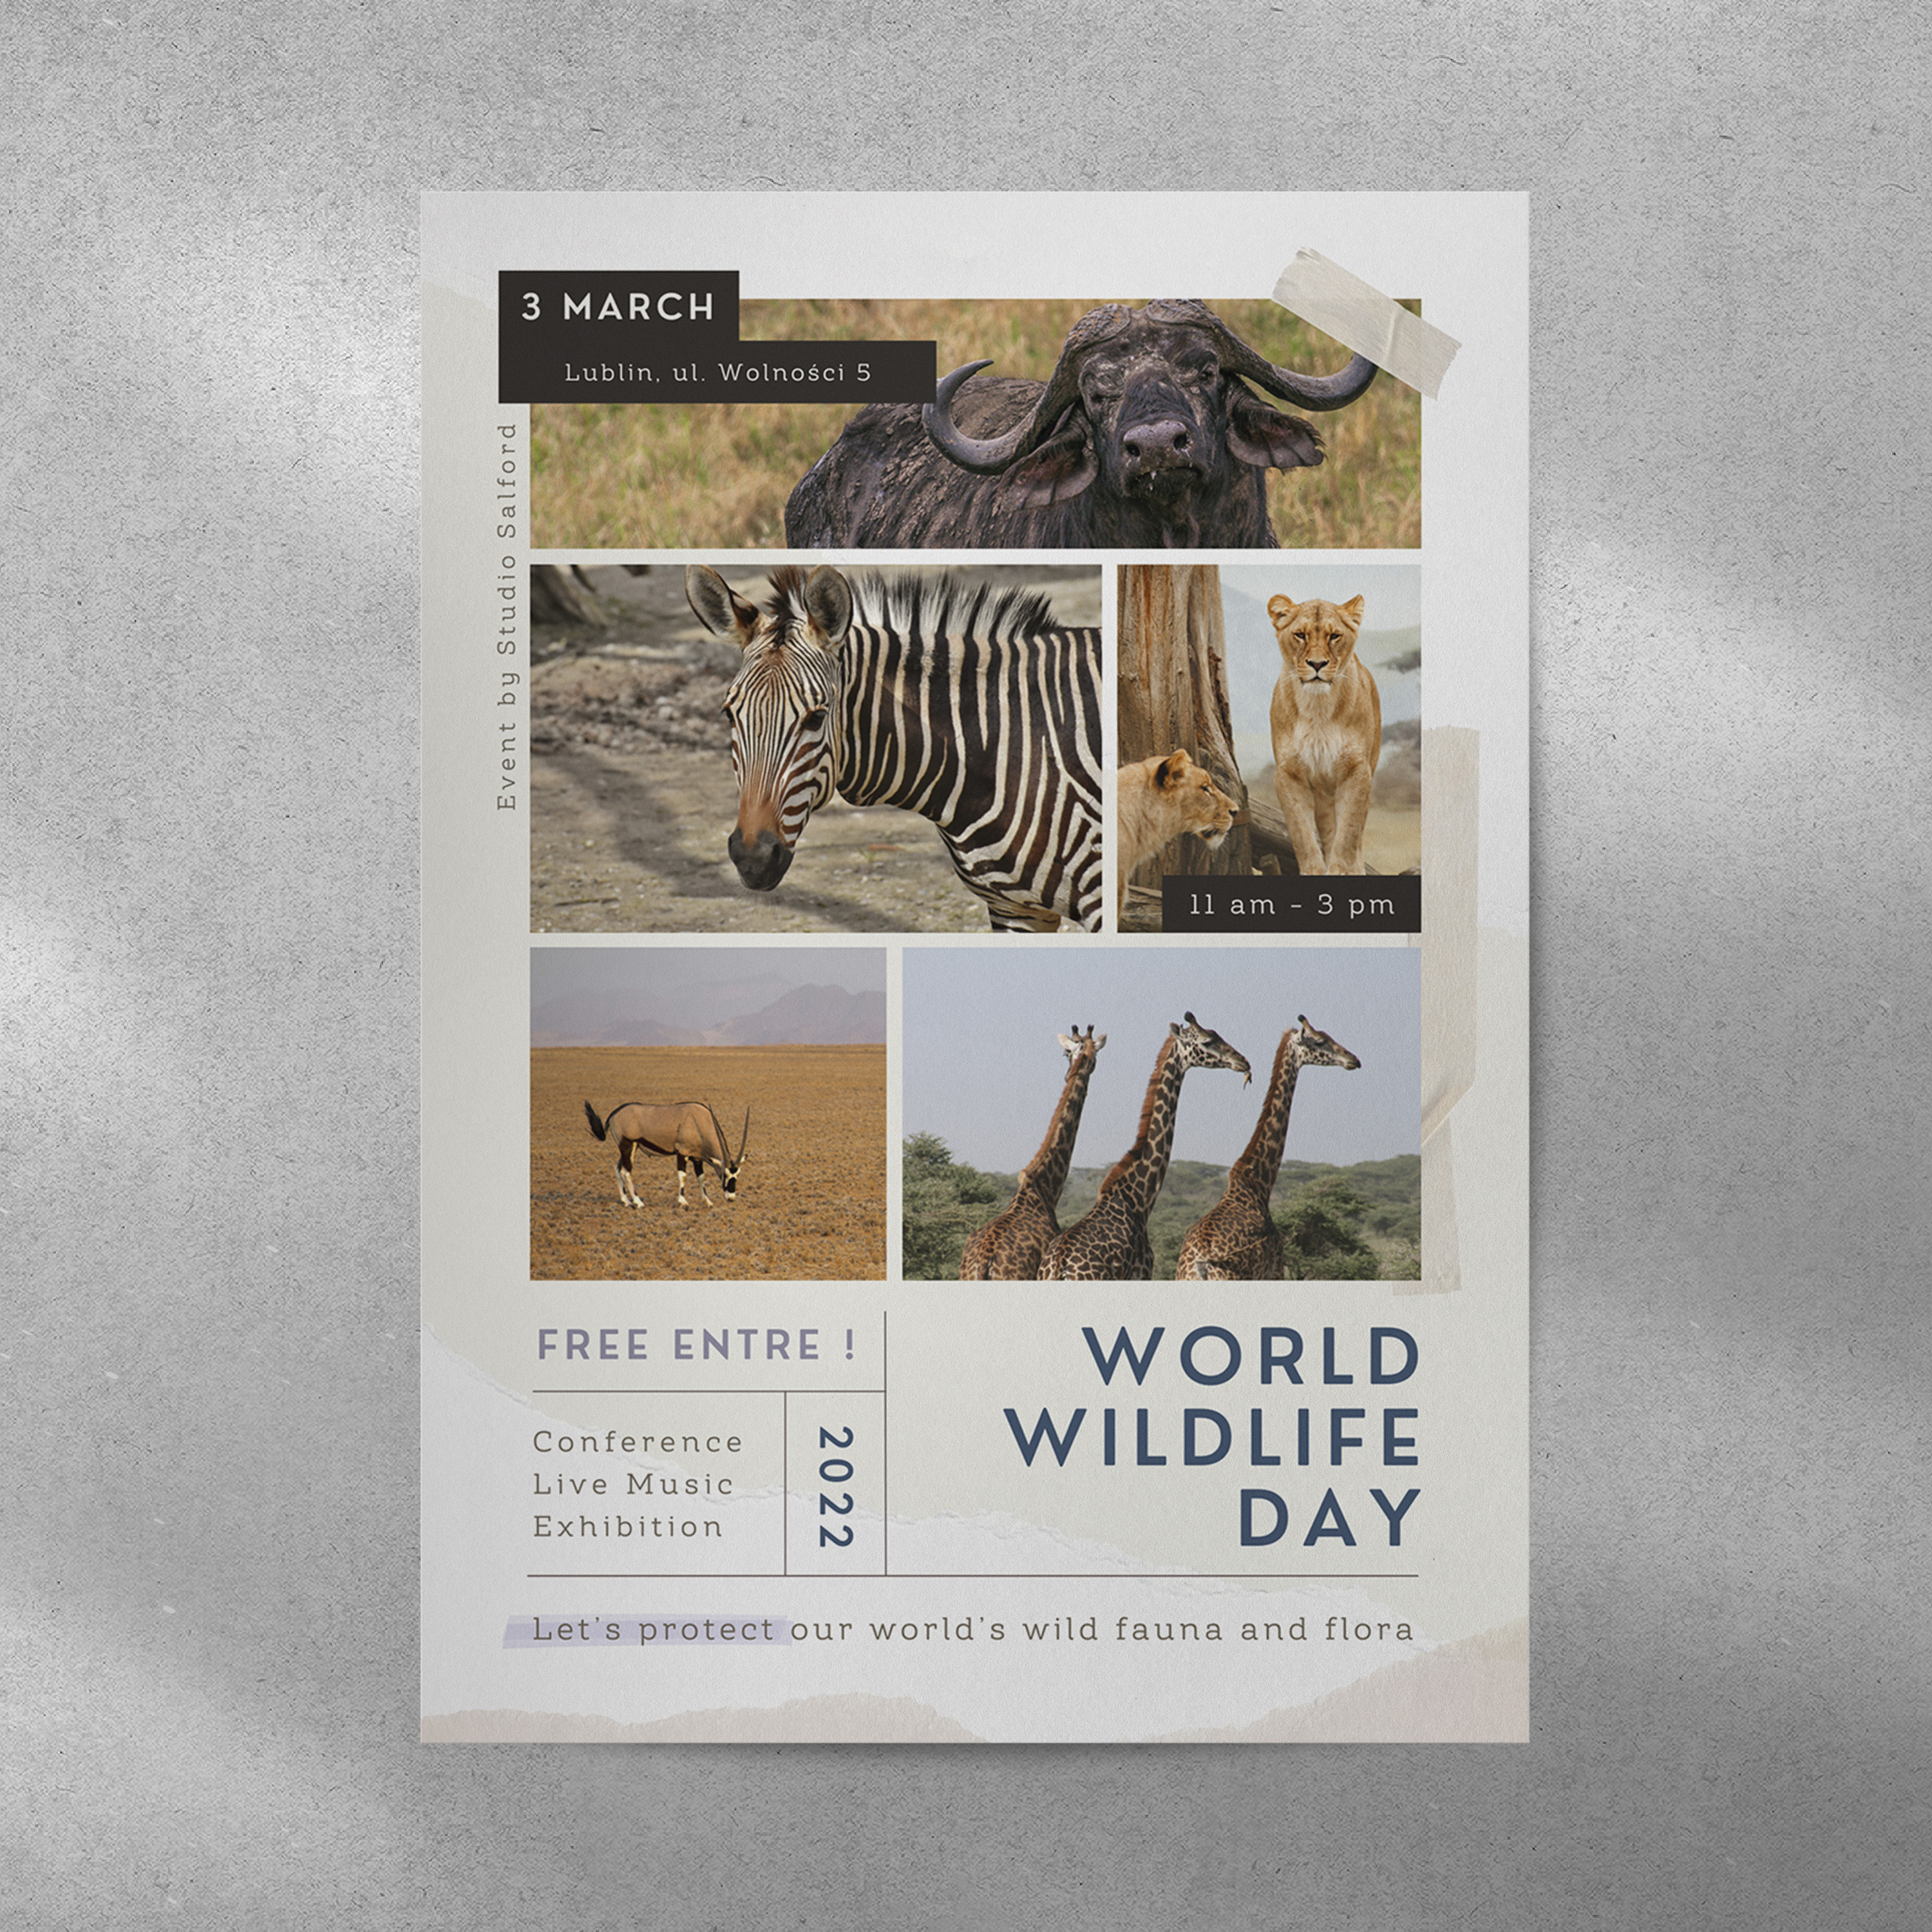 3 MARCH
Lublin, ul. Wolności 5
Event by Studio Salford
11 am - 3 pm
FREE ENTRE !
Conference
Live Music
Exhibition
2022
WORLD
WILDLIFE
DAY
Let's protect our world's wild fauna and flora